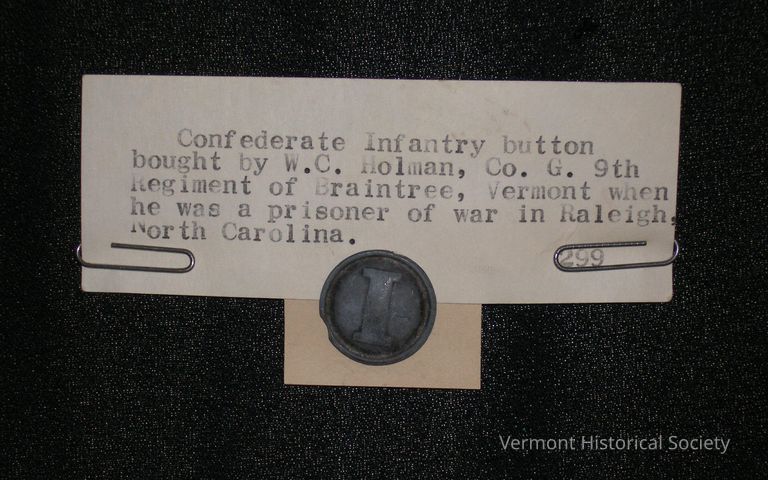 Confederate Infantry button
bought by W.C. Holman, Co. G. 9th
Regiment of Braintree, Vermont when
he was a prisoner of war in Raleigh,
North Carolina.
299
I
Vermont Historical Society